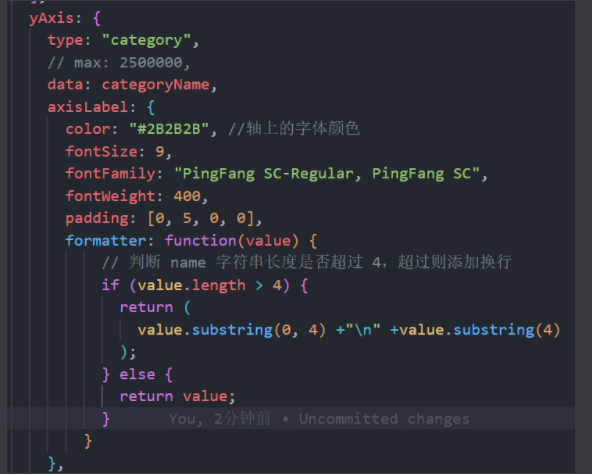 yAxis: {
type: "category",
// max: 2500000,
data: categoryName,
axisLabel: {
color: "#2B2B2B", //轴上的字体颜色
fontSize: 9,
fontFamily: "PingFang SC-Regular, PingFang SC",
fontWeight: 400,
padding: [0, 5, 0, 0],
formatter: function(value) {
// 判断 name 字符串长度是否超过 4，超过则添加换行
if (value.length > 4) {
return (
value.substring(0, 4) +"\n" +value.substring(4)
);
} else {
return value;
} You, 2分钟前 • Uncommitted changes
}
},